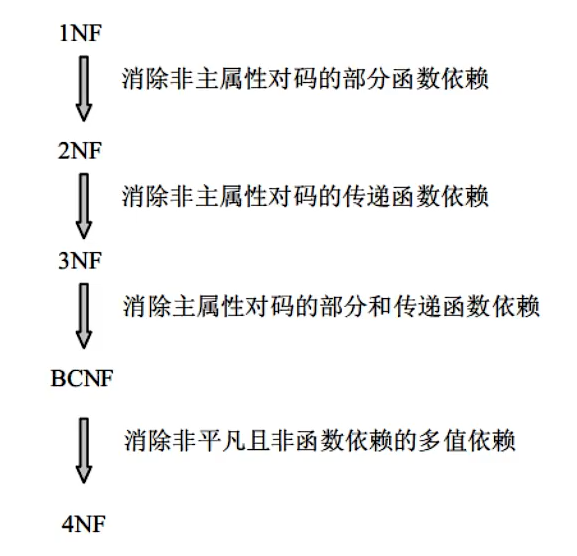 1NF
消除非主属性对码的部分函数依赖
2NF
消除非主属性对码的传递函数依赖
3NF
消除主属性对码的部分和传递函数依赖
BCNF
消除非平凡且非函数依赖的多值依赖
4NF